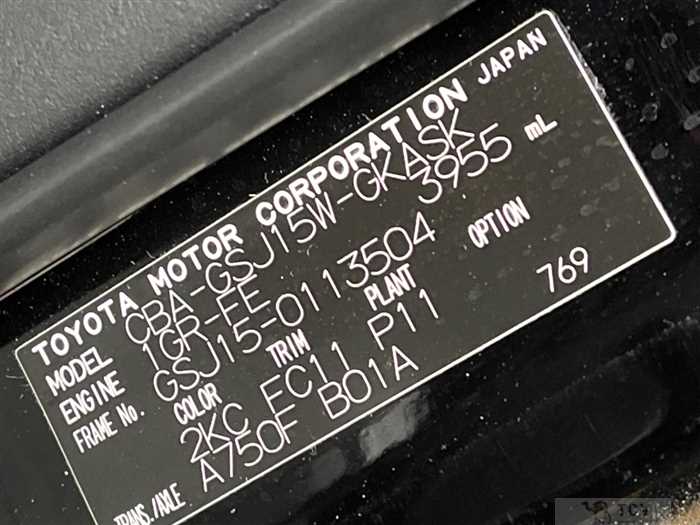 TOYOTA MOTOR CORPORATION JAPAN
MODEL CBA-GSJ15W-GKASK
ENGINE 1GR-FE 3955 mL
FRAME No. GSJ15-0113504
COLOR TRIM PLANT OPTION
2KC FC11 P11 769
TRANS./AXLE A750F B01A
TCV